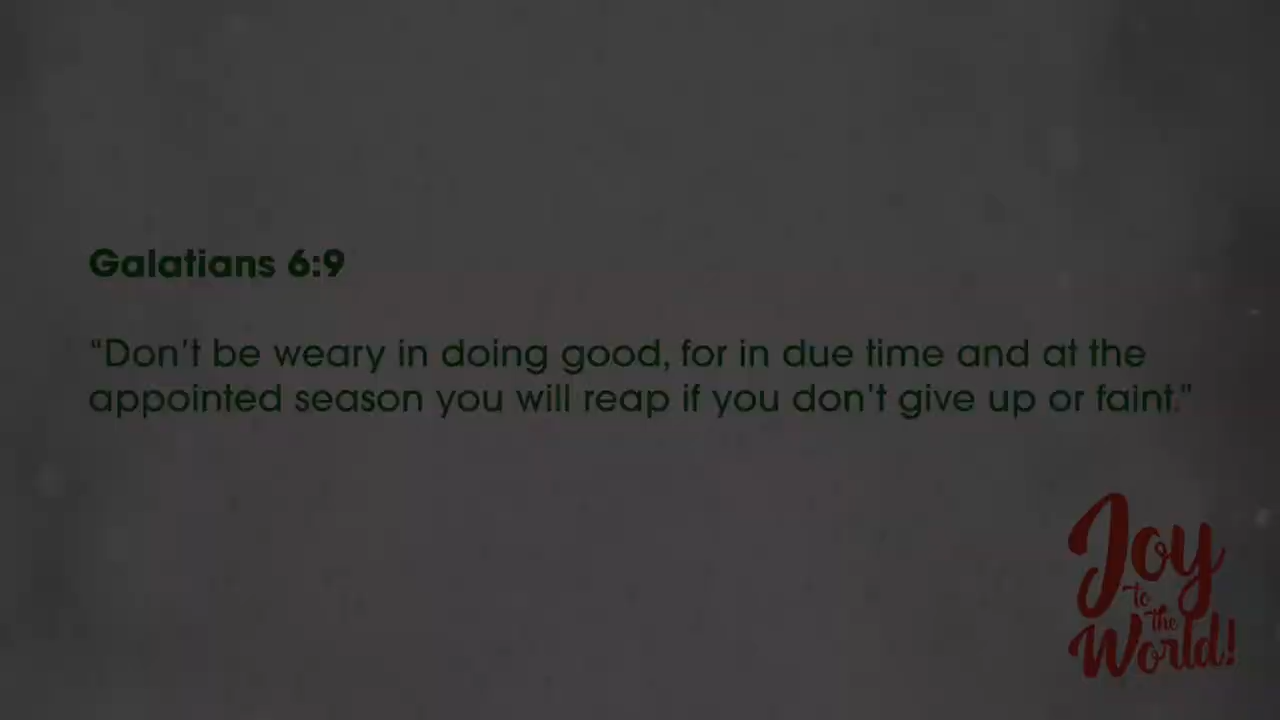 Galatians 6:9
"Don't be weary in doing good, for in due time and at the
appointed season you will reap if you don't give up or faint."
Joy
to
the
World!